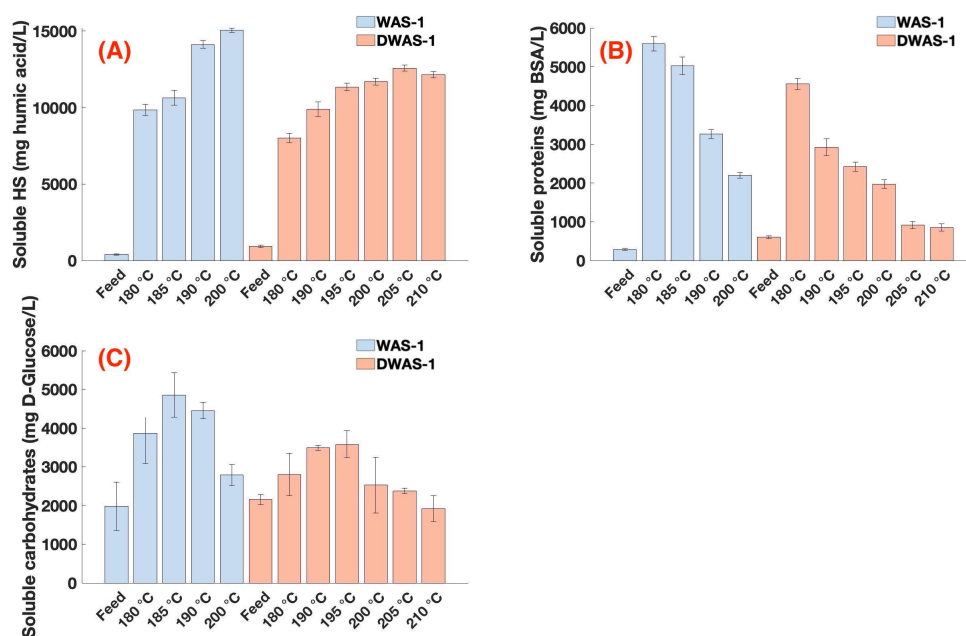 Soluble HS (mg humic acid/L)
(A)
WAS-1
DWAS-1
15000
10000
5000
0
Feed 180 °C 185 °C 190 °C 200 °C Feed 180 °C 190 °C 195 °C 200 °C 205 °C 210 °C
Soluble proteins (mg BSA/L)
(B)
WAS-1
DWAS-1
6000
5000
4000
3000
2000
1000
0
Feed 180 °C 185 °C 190 °C 200 °C Feed 180 °C 190 °C 195 °C 200 °C 205 °C 210 °C
Soluble carbohydrates (mg D-Glucose/L)
(C)
WAS-1
DWAS-1
6000
5000
4000
3000
2000
1000
0
Feed 180 °C 185 °C 190 °C 200 °C Feed 180 °C 190 °C 195 °C 200 °C 205 °C 210 °C